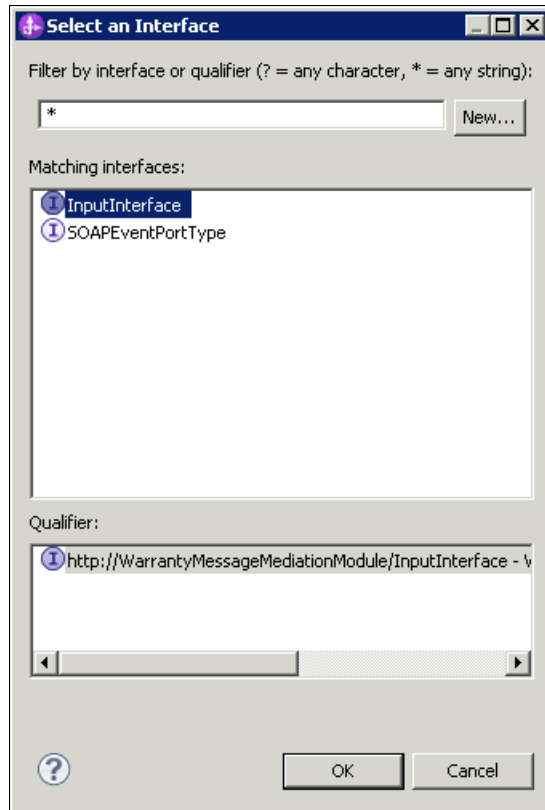 Select an Interface
Filter by interface or qualifier (? = any character, * = any string):
*
New...
Matching interfaces:
InputInterface
SOAPEventPortType
Qualifier:
http://WarrantyMessageMediationModule/InputInterface -
OK
Cancel